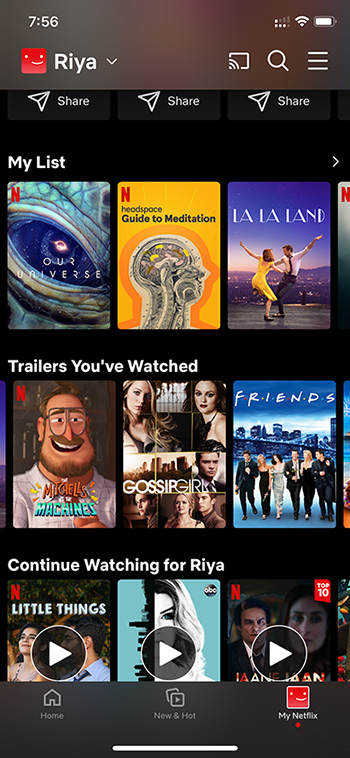 7:56
Riya
Share
Share
Share
My List
OUR
UNIVERSE
headspace
Guide to Meditation
LA LA LAND
Trailers You've Watched
THE
MITCHELLS
VS THE
MACHINES
GOSSIP GIRL
F·R·I·E·N·D·S
Continue Watching for Riya
LITTLE THINGS
abc
TOP
10
JAANE JAAN
Home
New & Hot
My Netflix